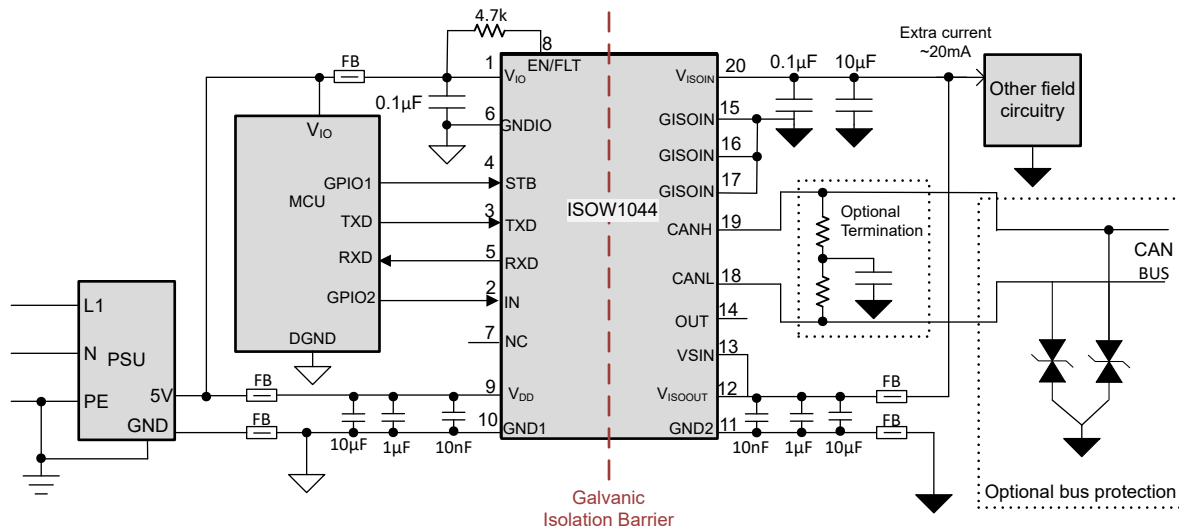 4.7k
8
EN/FLT
FB
1
VIO
0.1µF
6
GNDIO
VIO
GPIO1
MCU
TXD
RXD
GPIO2
DGND
4
STB
3
TXD
5
RXD
2
IN
7
NC
L1
N
PSU
PE
5V
GND
FB
FB
9
VDD
10
GND1
10µF
1µF
10nF
ISOW1044
Galvanic
Isolation Barrier
20
VISOIN
15
GISOIN
16
GISOIN
17
GISOIN
19
CANH
18
CANL
14
OUT
13
VSIN
12
VISOOUT
11
GND2
0.1µF
10µF
Extra current
~20mA
Other field
circuitry
Optional
Termination
CAN
BUS
FB
FB
10nF
1µF
10µF
Optional bus protection